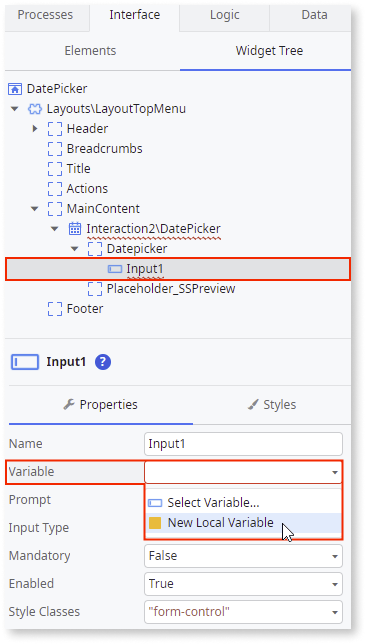 Processes Interface Logic Data
Elements Widget Tree
DatePicker
Layouts\LayoutTopMenu
Header
Breadcrumbs
Title
Actions
MainContent
Interaction2\DatePicker
Datepicker
Input1
Placeholder_SSPreview
Footer
Input1 ?
Properties Styles
Name Input1
Variable
Prompt Select Variable...
New Local Variable
Input Type
Mandatory False
Enabled True
Style Classes "form-control"